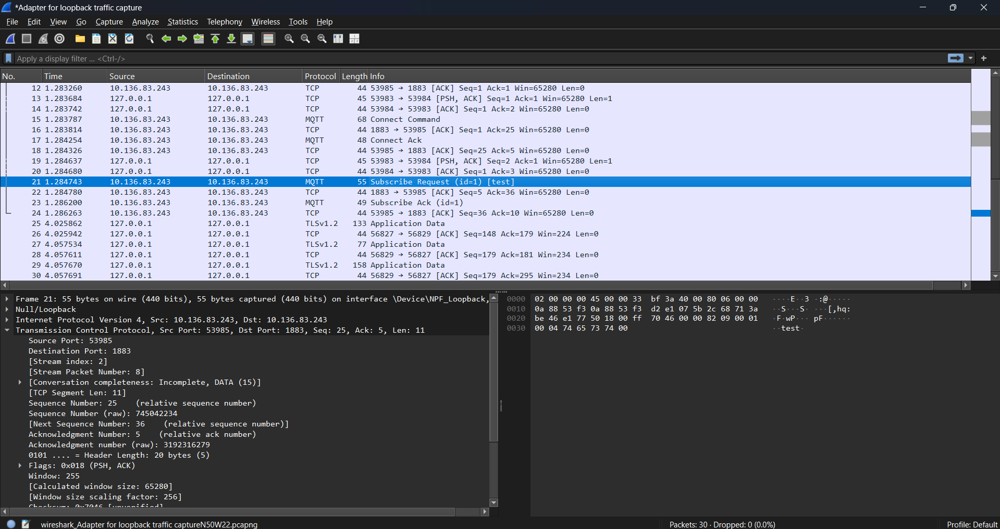 *Adapter for loopback traffic capture
File Edit View Go Capture Analyze Statistics Telephony Wireless Tools Help
Apply a display filter ... <Ctrl-/>
No. Time Source Destination Protocol Length Info
12 1.283260 10.136.83.243 10.136.83.243 TCP 44 53985 → 1883 [ACK] Seq=1 Ack=1 Win=65280 Len=0
13 1.283684 127.0.0.1 127.0.0.1 TCP 45 53983 → 53984 [PSH, ACK] Seq=1 Ack=1 Win=65280 Len=1
14 1.283742 127.0.0.1 127.0.0.1 TCP 44 53984 → 53983 [ACK] Seq=1 Ack=2 Win=65280 Len=0
15 1.283787 10.136.83.243 10.136.83.243 MQTT 68 Connect Command
16 1.283814 10.136.83.243 10.136.83.243 TCP 44 1883 → 53985 [ACK] Seq=1 Ack=25 Win=65280 Len=0
17 1.284254 10.136.83.243 10.136.83.243 MQTT 48 Connect Ack
18 1.284326 10.136.83.243 10.136.83.243 TCP 44 53985 → 1883 [ACK] Seq=25 Ack=5 Win=65280 Len=0
19 1.284637 127.0.0.1 127.0.0.1 TCP 45 53983 → 53984 [PSH, ACK] Seq=2 Ack=1 Win=65280 Len=1
20 1.284680 127.0.0.1 127.0.0.1 TCP 44 53984 → 53983 [ACK] Seq=1 Ack=3 Win=65280 Len=0
21 1.284743 10.136.83.243 10.136.83.243 MQTT 55 Subscribe Request (id=1) [test]
22 1.284780 10.136.83.243 10.136.83.243 TCP 44 1883 → 53985 [ACK] Seq=5 Ack=36 Win=65280 Len=0
23 1.286200 10.136.83.243 10.136.83.243 MQTT 49 Subscribe Ack (id=1)
24 1.286263 10.136.83.243 10.136.83.243 TCP 44 53985 → 1883 [ACK] Seq=36 Ack=10 Win=65280 Len=0
25 4.025862 127.0.0.1 127.0.0.1 TLSv1.2 133 Application Data
26 4.025942 127.0.0.1 127.0.0.1 TCP 44 56827 → 56829 [ACK] Seq=148 Ack=179 Win=224 Len=0
27 4.057534 127.0.0.1 127.0.0.1 TLSv1.2 77 Application Data
28 4.057611 127.0.0.1 127.0.0.1 TCP 44 56829 → 56827 [ACK] Seq=179 Ack=181 Win=234 Len=0
29 4.057670 127.0.0.1 127.0.0.1 TLSv1.2 158 Application Data
30 4.057691 127.0.0.1 127.0.0.1 TCP 44 56829 → 56827 [ACK] Seq=179 Ack=295 Win=234 Len=0
Frame 21: 55 bytes on wire (440 bits), 55 bytes captured (440 bits) on interface \Device\NPF_Loopback,
Null/Loopback
Internet Protocol Version 4, Src: 10.136.83.243, Dst: 10.136.83.243
Transmission Control Protocol, Src Port: 53985, Dst Port: 1883, Seq: 25, Ack: 5, Len: 11
Source Port: 53985
Destination Port: 1883
[Stream index: 2]
[Stream Packet Number: 8]
[Conversation completeness: Incomplete, DATA (15)]
[TCP Segment Len: 11]
Sequence Number: 25 (relative sequence number)
Sequence Number (raw): 745042234
[Next Sequence Number: 36 (relative sequence number)]
Acknowledgment Number: 5 (relative ack number)
Acknowledgment number (raw): 3192316279
0101 .... = Header Length: 20 bytes (5)
Flags: 0x018 (PSH, ACK)
Window: 255
[Calculated window size: 65280]
[Window size scaling factor: 256]
Checksum: 0x7046 [unverified]
0000 02 00 00 00 45 00 00 33 bf 3a 40 00 80 06 00 00 ····E··3 ·:@·····
0010 0a 88 53 f3 0a 88 53 f3 d2 e1 07 5b 2c 68 71 3a ··S···S· ···[,hq:
0020 be 46 e1 77 50 18 00 ff 70 46 00 00 82 09 00 01 ·F·wP··· pF······
0030 00 04 74 65 73 74 00 ··test·
wireshark_Adapter for loopback traffic captureN50W22.pcapng
Packets: 30 · Dropped: 0 (0.0%)
Profile: Default